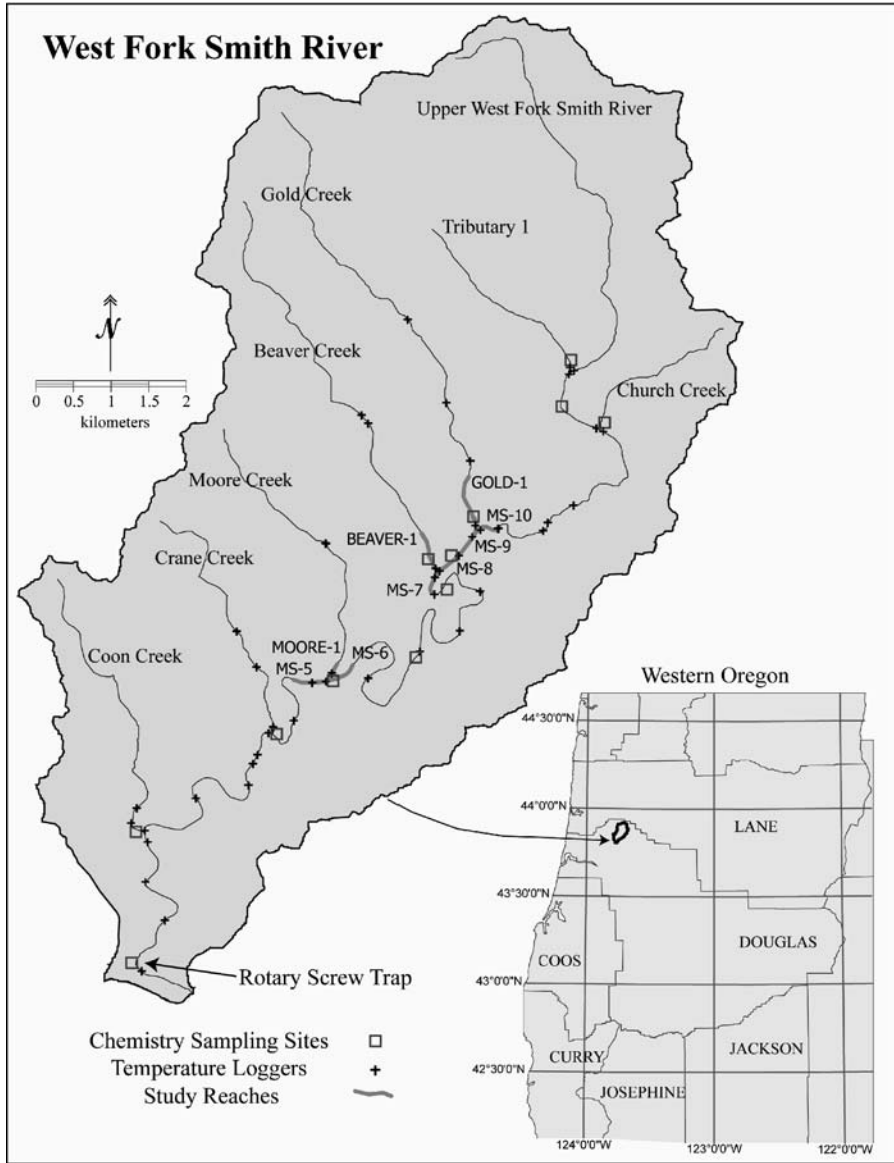 West Fork Smith River
Upper West Fork Smith River
Gold Creek
Tributary 1
N
Beaver Creek
Church Creek
0 0.5 1 1.5 2
kilometers
Moore Creek
GOLD-1
MS-10
BEAVER-1
MS-9
Crane Creek
MS-8
MS-7
MOORE-1
MS-6
Coon Creek
MS-5
Western Oregon
44°30'0"N
44°0'0"N
LANE
43°30'0"N
DOUGLAS
COOS
Rotary Screw Trap
43°0'0"N
Chemistry Sampling Sites
JACKSON
CURRY
Temperature Loggers
42°30'0"N
JOSEPHINE
Study Reaches
124°0'0"W
123°0'0"W
122°0'0"W